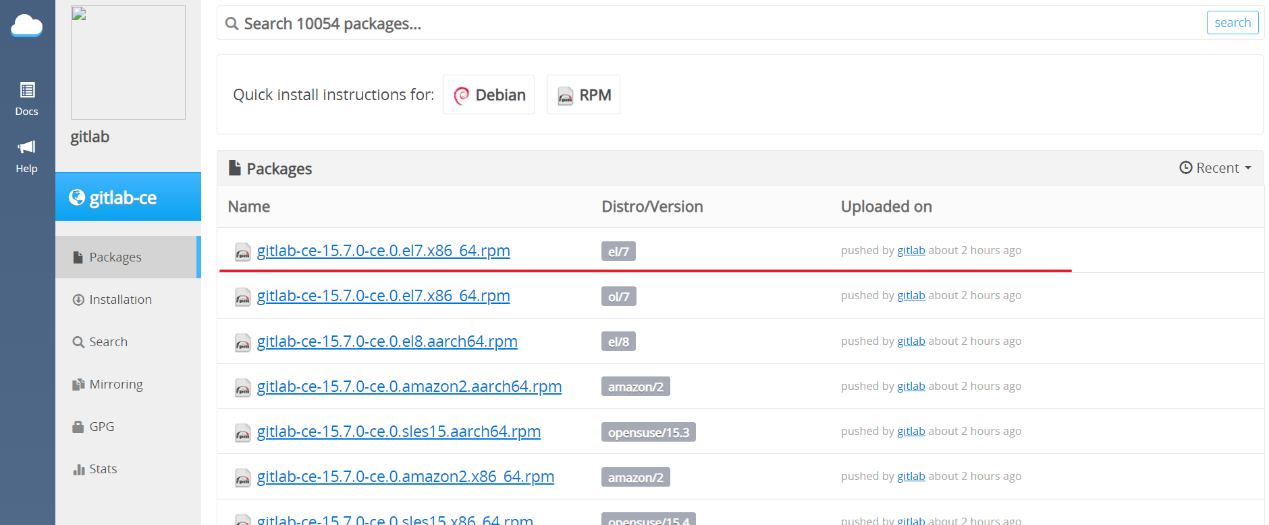 Search 10054 packages...
search
Docs
Help
gitlab
gitlab-ce
Packages
Installation
Search
Mirroring
GPG
Stats
Quick install instructions for: Debian RPM
Packages
Recent
Name Distro/Version Uploaded on
gitlab-ce-15.7.0-ce.0.el7.x86_64.rpm el/7 pushed by gitlab about 2 hours ago
gitlab-ce-15.7.0-ce.0.el7.x86_64.rpm ol/7 pushed by gitlab about 2 hours ago
gitlab-ce-15.7.0-ce.0.el8.aarch64.rpm el/8 pushed by gitlab about 2 hours ago
gitlab-ce-15.7.0-ce.0.amazon2.aarch64.rpm amazon/2 pushed by gitlab about 2 hours ago
gitlab-ce-15.7.0-ce.0.sles15.aarch64.rpm opensuse/15.3 pushed by gitlab about 2 hours ago
gitlab-ce-15.7.0-ce.0.amazon2.x86_64.rpm amazon/2 pushed by gitlab about 2 hours ago
gitlab-ce-15.7.0-ce.0.sles15.x86_64.rpm opensuse/15.4 pushed by gitlab about 2 hours ago